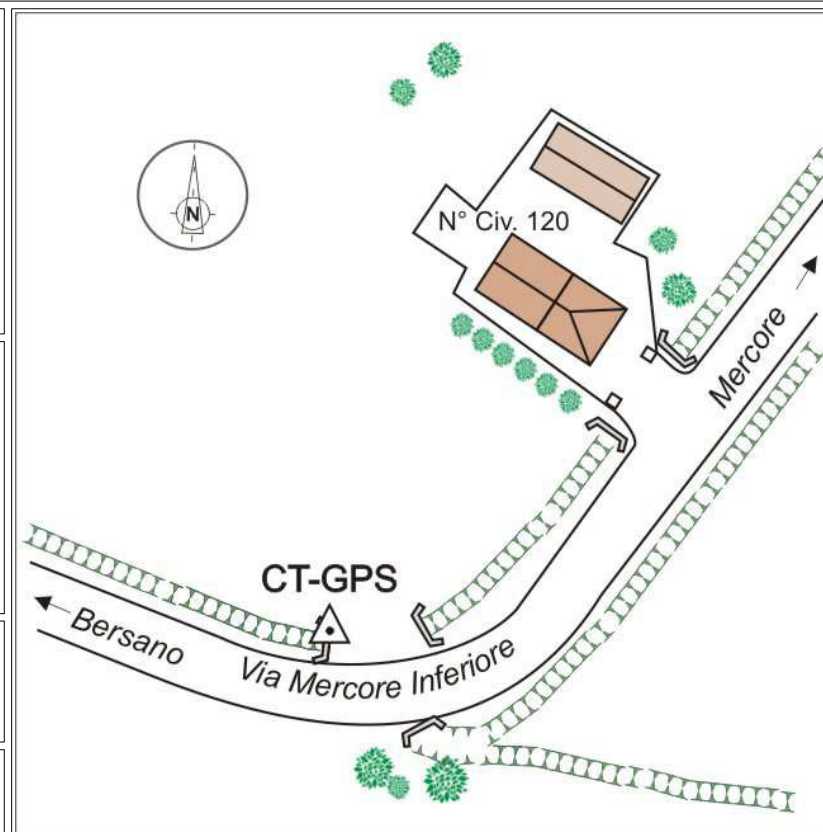 N
N° Civ. 120
Mercore
CT-GPS
Bersano
Via Mercore Inferiore